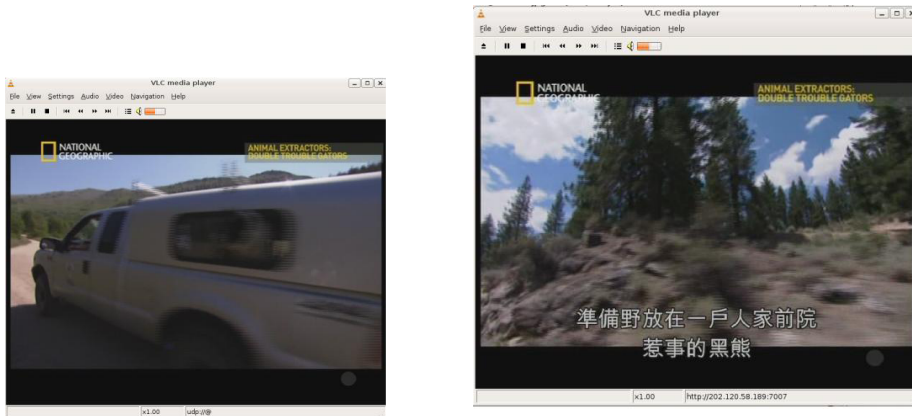 VLC media player
File View Settings Audio Video Navigation Help
NATIONAL
GEOGRAPHIC
ANIMAL EXTRACTORS:
DOUBLE TROUBLE GATORS
x1.00 udp://@
VLC media player
File View Settings Audio Video Navigation Help
NATIONAL
GEOGRAPHIC
ANIMAL EXTRACTORS:
DOUBLE TROUBLE GATORS
準備野放在一戶人家前院
惹事的黑熊
x1.00 http://202.120.58.189:7007